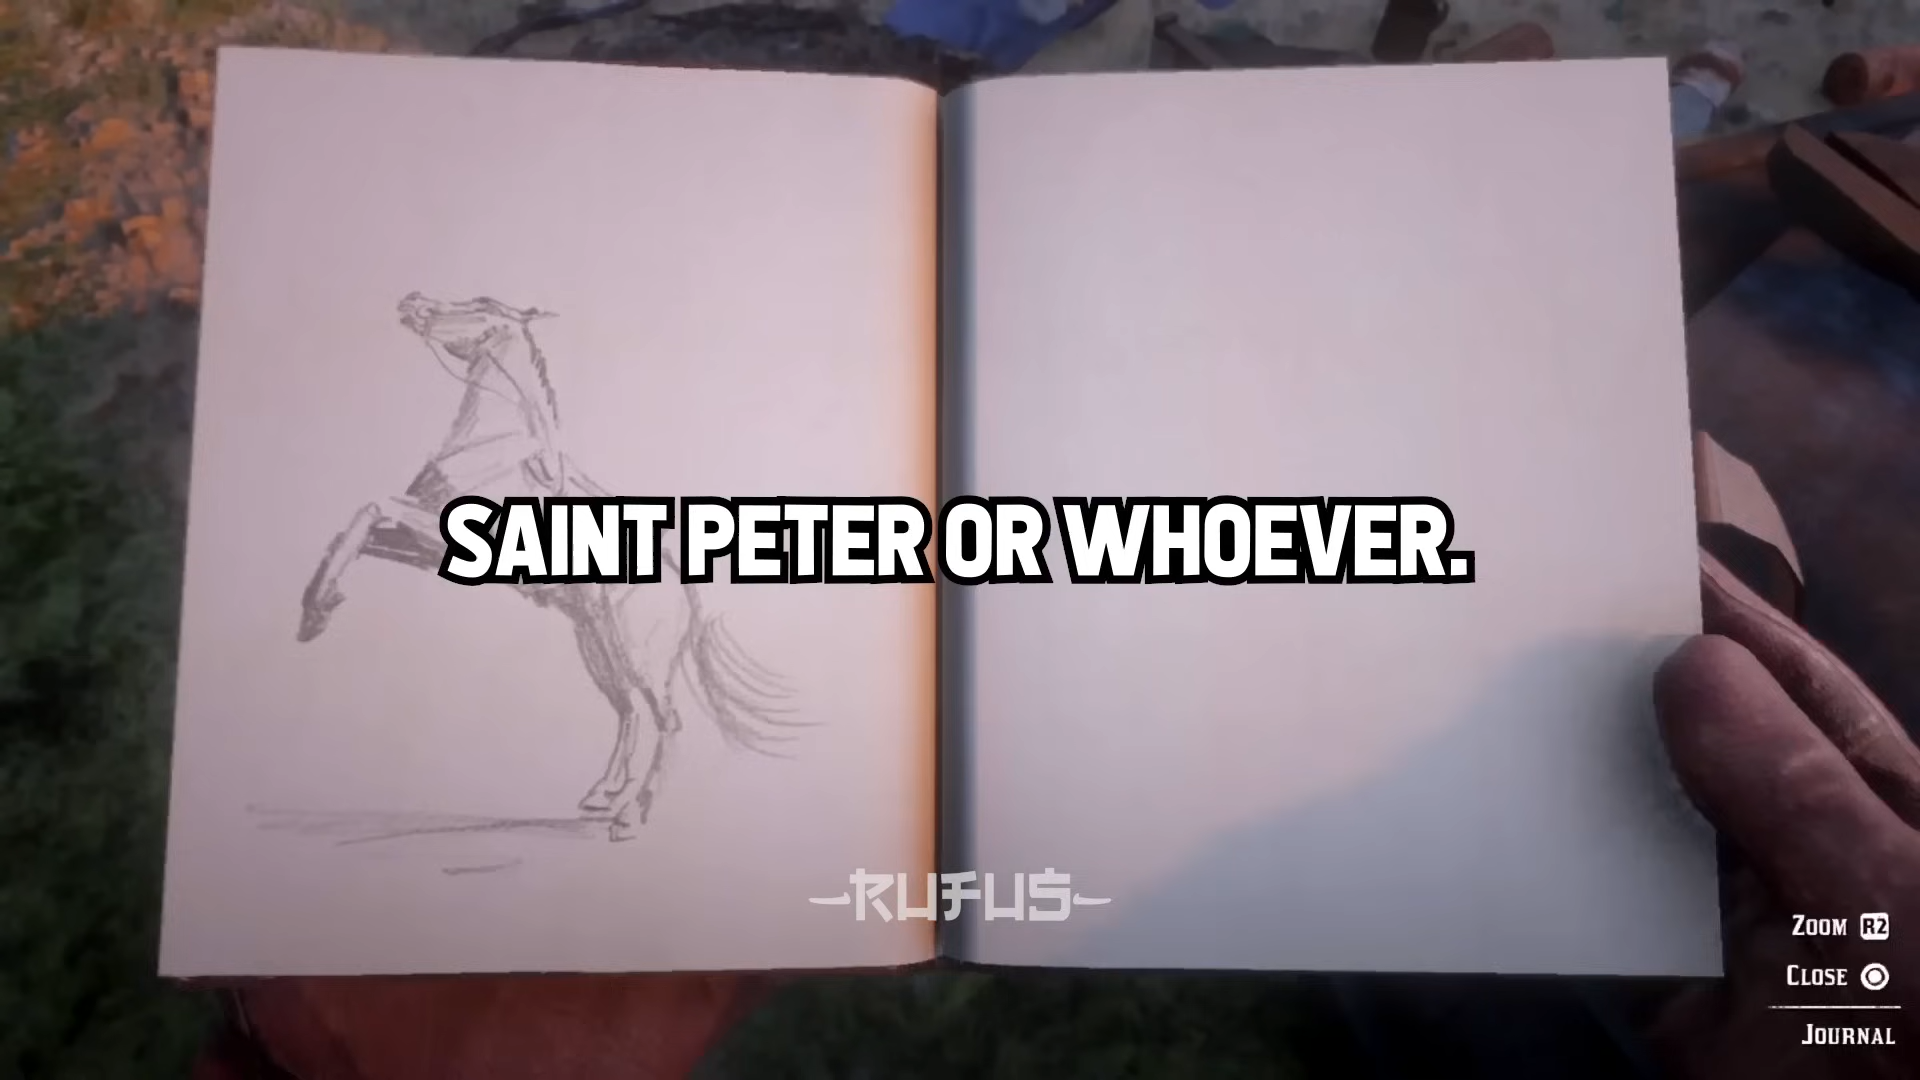 SAINT PETER OR WHOEVER.
RUFUS
ZOOM R2
CLOSE
JOURNAL